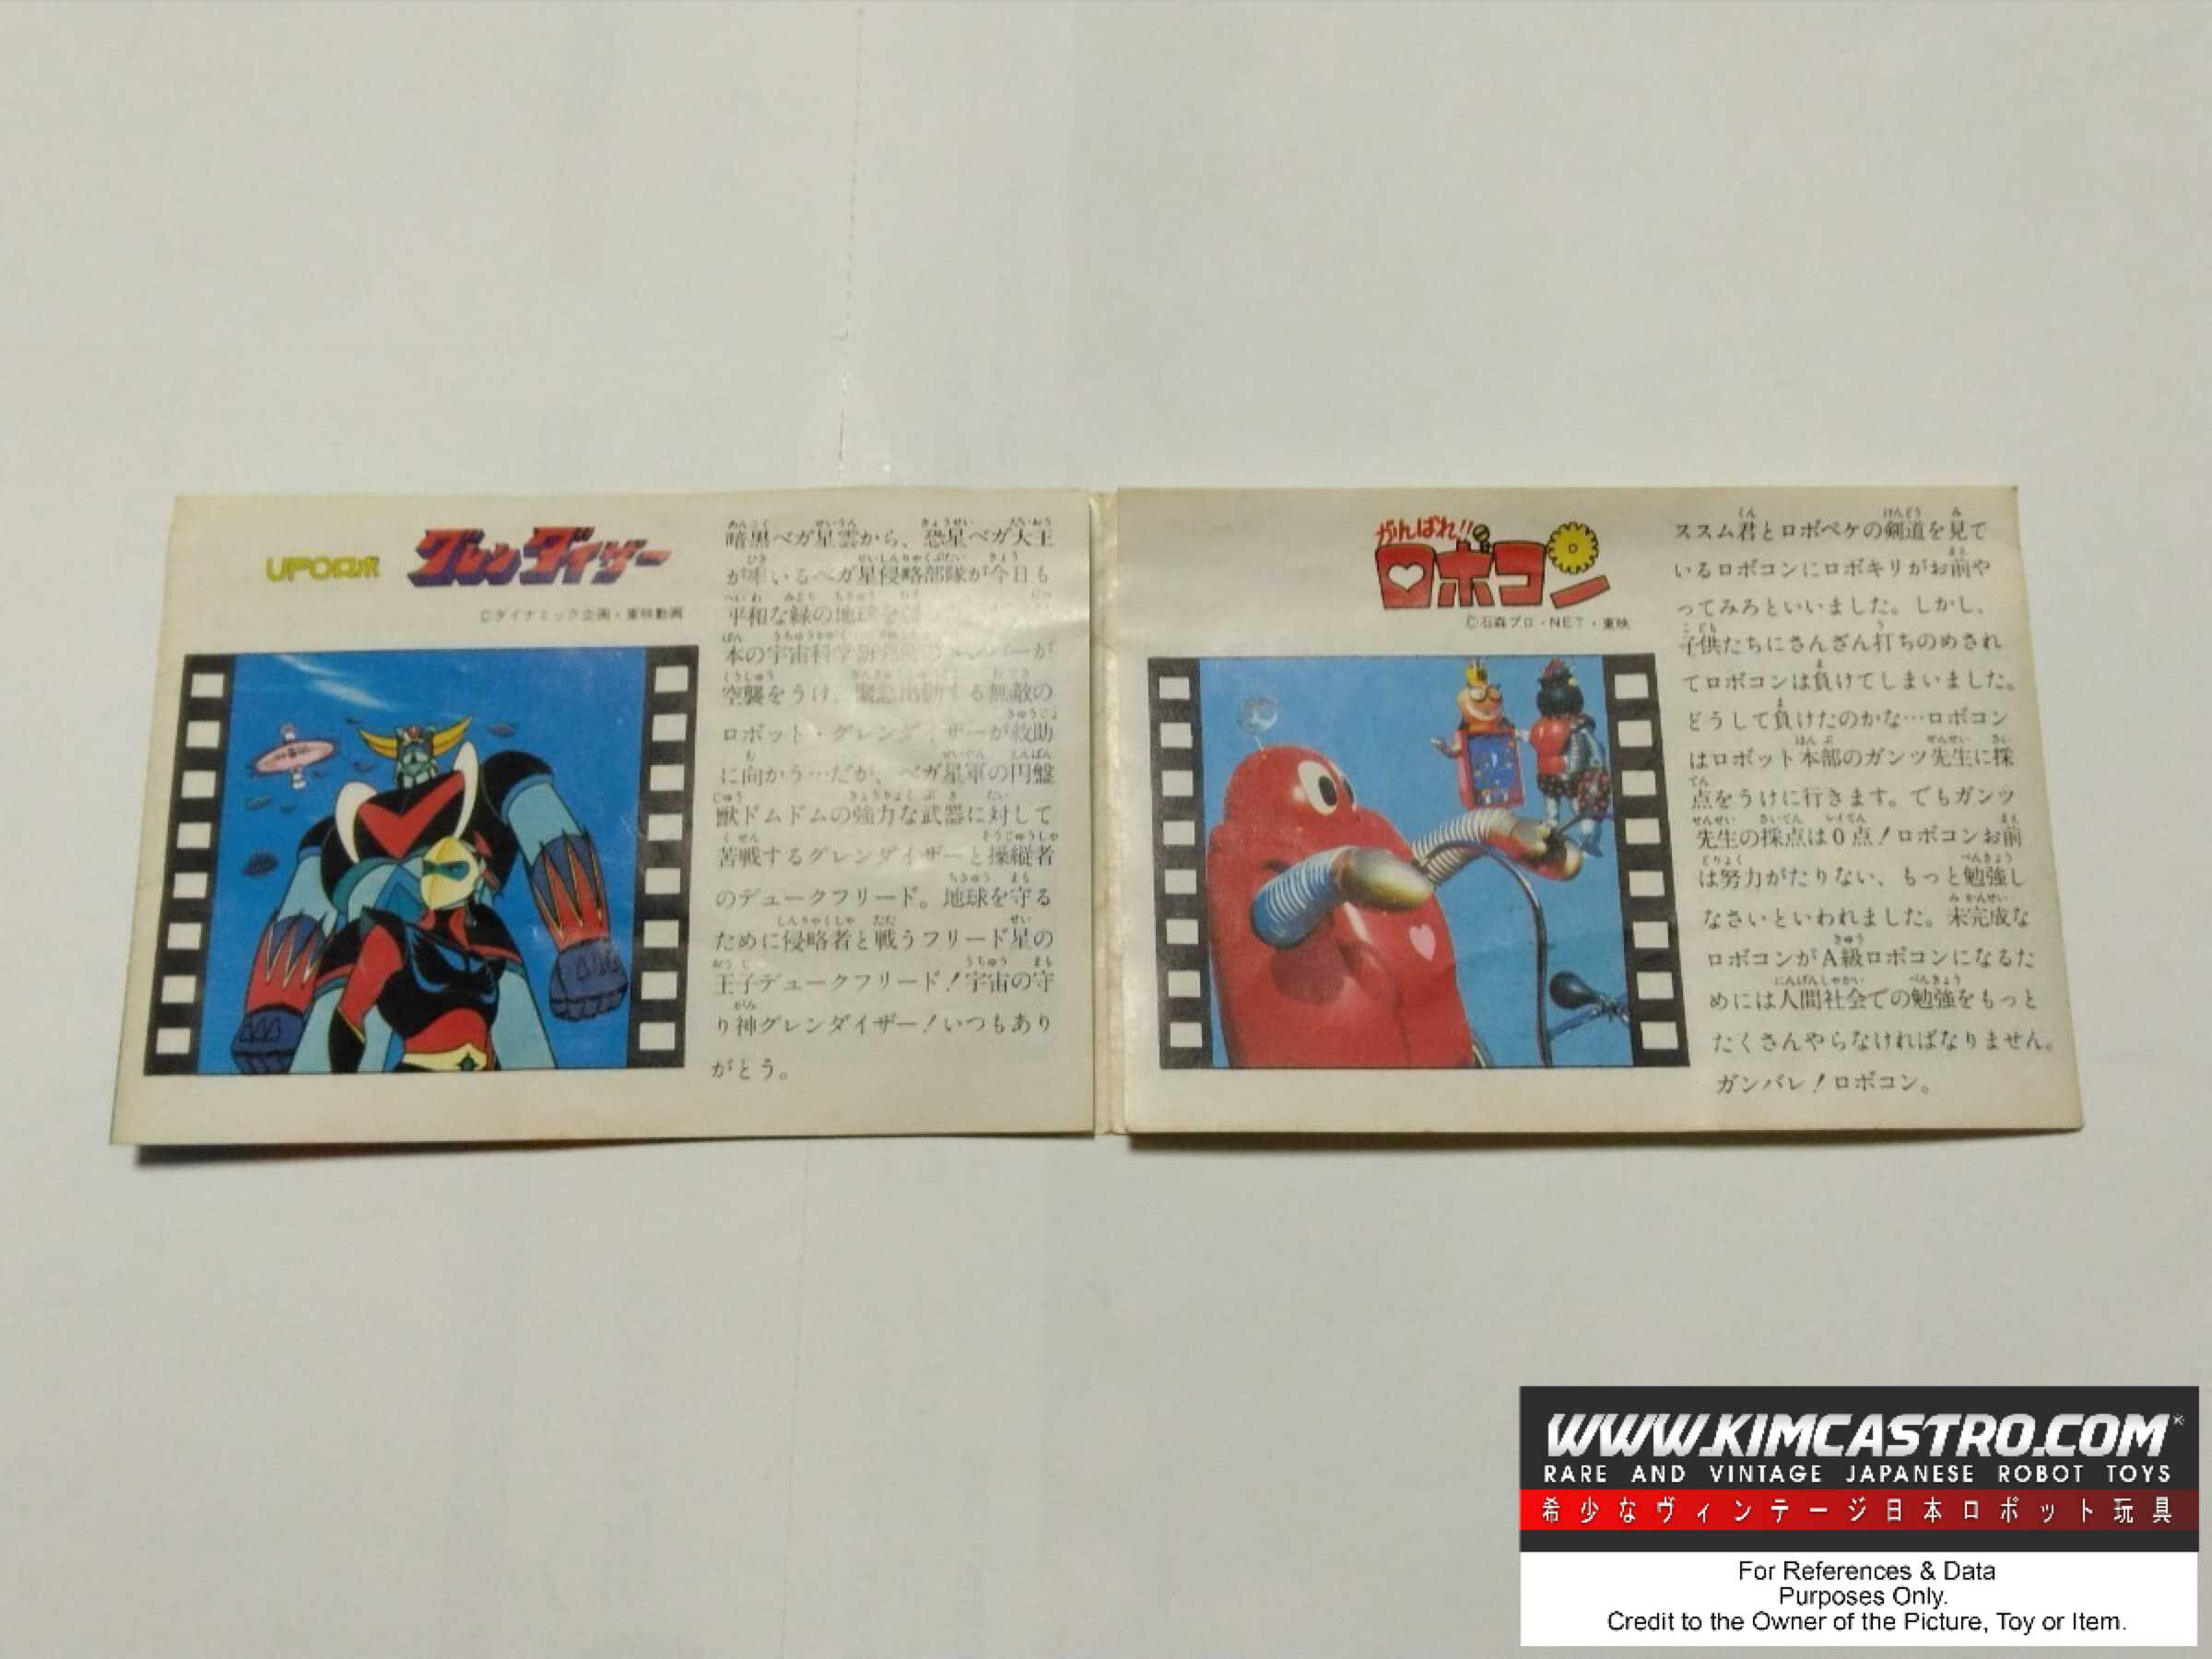 UFOロボ グレンダイザー
©ダイナミック企画・東映動画
暗黒ベガ星雲から、恐星ベガ大王
が率いるベガ星侵略部隊が今日も
平和な緑の地球を
本の宇宙科学研究所の バーが
空襲をうけ、緊急出動する無敵の
ロボット・グレンダイザーが救助
に向かう…だが、ベガ星軍の円盤
獣ドムドムの強力な武器に対して
苦戦するグレンダイザーと操縦者
のデュークフリード。地球を守る
ために侵略者と戦うフリード星の
王子デュークフリード！宇宙の守
り神グレンダイザー！いつもあり
がとう。
がんばれ!!
ロボコン
©石森プロ・NET・東映
ススム君とロボペケの剣道を見て
いるロボコンにロボキリがお前や
ってみろといいました。しかし、
子供たちにさんざん打ちのめされ
てロボコンは負けてしまいました。
どうして負けたのかな…ロボコン
はロボット本部のガンツ先生に採
点をうけに行きます。でもガンツ
先生の採点は0点！ロボコンお前
は努力がたりない、もっと勉強し
なさいといわれました。未完成な
ロボコンがA級ロボコンになるた
めには人間社会での勉強をもっと
たくさんやらなければなりません。
ガンバレ！ロボコン。
WWW.KIMCASTRO.COM
RARE AND VINTAGE JAPANESE ROBOT TOYS
希少なヴィンテージ日本ロボット玩具
For References & Data
Purposes Only.
Credit to the Owner of the Picture, Toy or Item.